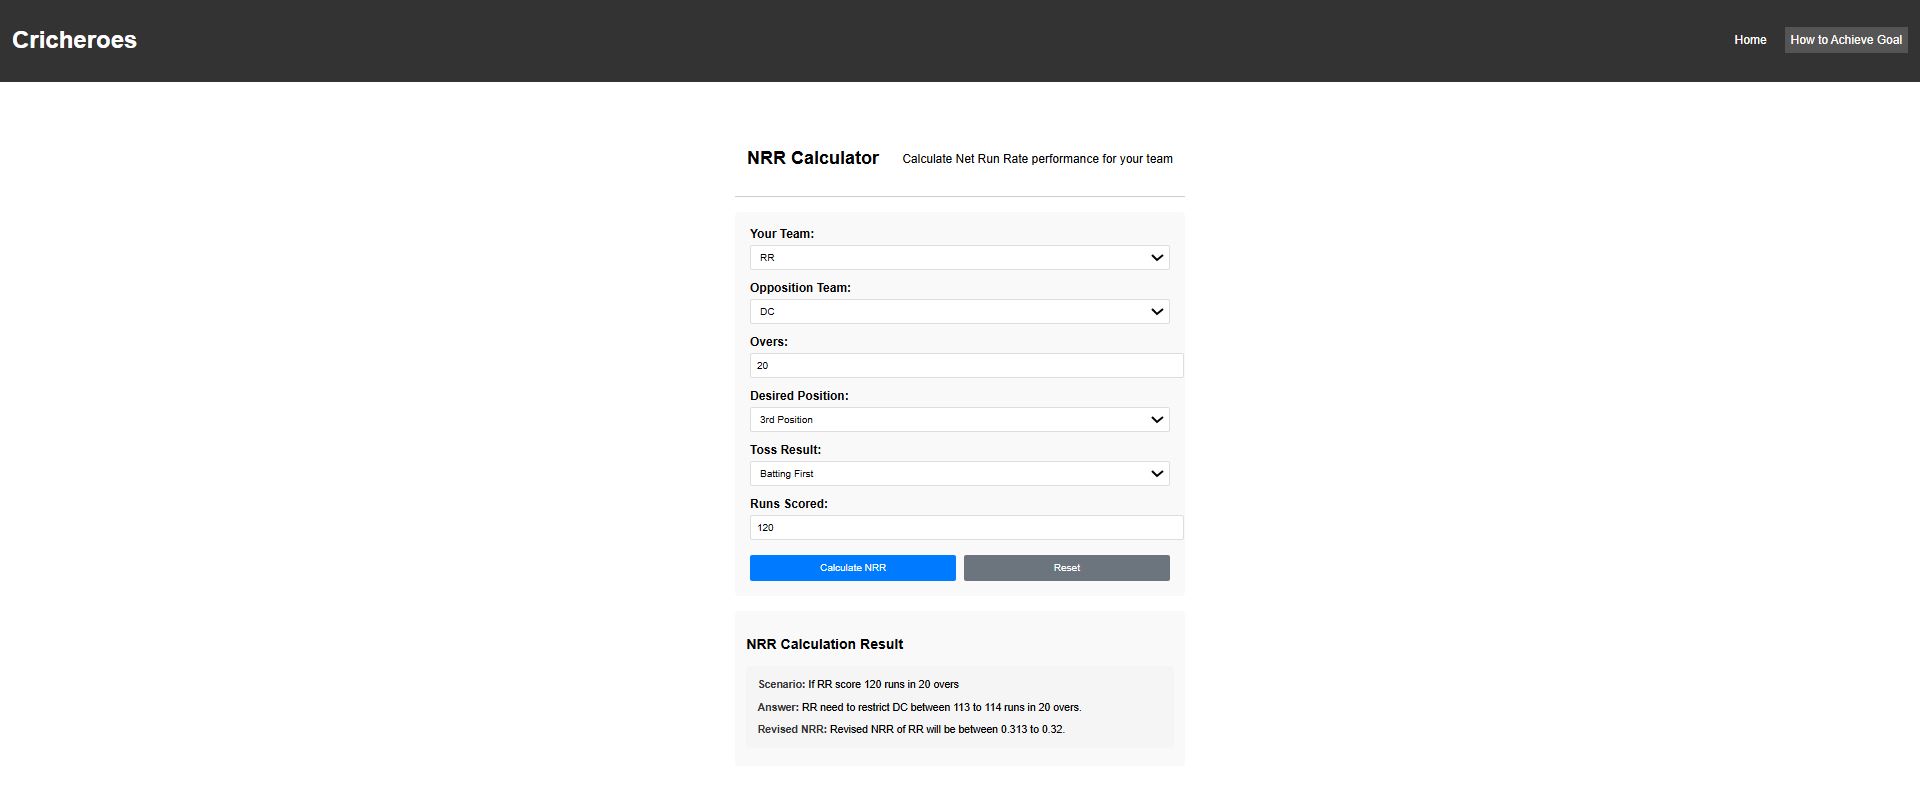 Cricheroes
Home How to Achieve Goal
NRR Calculator Calculate Net Run Rate performance for your team
Your Team:
RR
Opposition Team:
DC
Overs:
20
Desired Position:
3rd Position
Toss Result:
Batting First
Runs Scored:
120
Calculate NRR Reset
NRR Calculation Result
Scenario: If RR score 120 runs in 20 overs
Answer: RR need to restrict DC between 113 to 114 runs in 20 overs.
Revised NRR: Revised NRR of RR will be between 0.313 to 0.32.